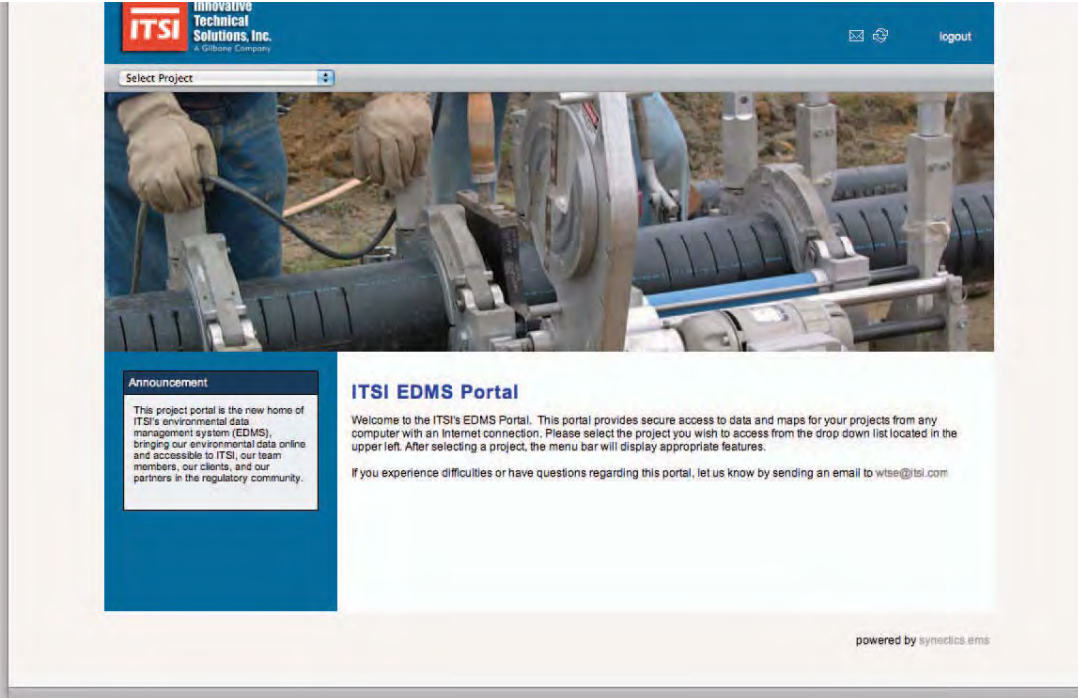 Innovative
Technical
Solutions, Inc.
A Gilbane Company
ITSI
logout
Select Project
Announcement
This project portal is the new home of
ITSI's environmental data
management system (EDMS),
bringing our environmental data online
and accessible to ITSI, our team
members, our clients, and our
partners in the regulatory community.
ITSI EDMS Portal
Welcome to the ITSI's EDMS Portal. This portal provides secure access to data and maps for your projects from any
computer with an Internet connection. Please select the project you wish to access from the drop down list located in the
upper left. After selecting a project, the menu bar will display appropriate features.
If you experience difficulties or have questions regarding this portal, let us know by sending an email to wtse@itsi.com
powered by synectics.ems